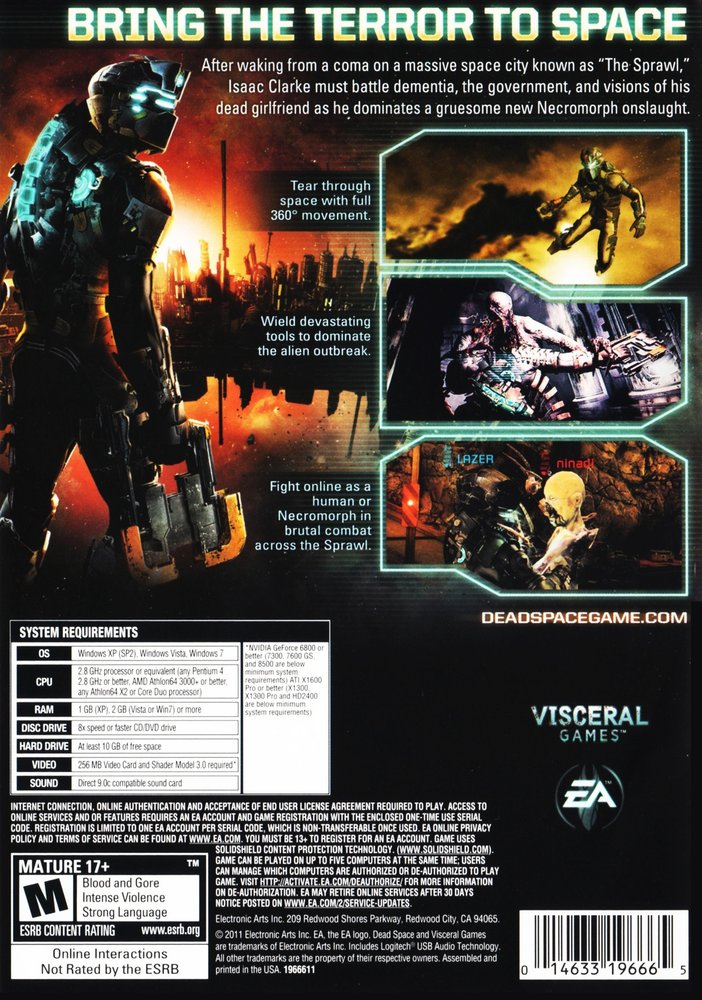 BRING THE TERROR TO SPACE
After waking from a coma on a massive space city known as “The Sprawl,”
Isaac Clarke must battle dementia, the government, and visions of his
dead girlfriend as he dominates a gruesome new Necromorph onslaught.
Tear through
space with full
360° movement.
Wield devastating
tools to dominate
the alien outbreak.
LAZER
ninadi
Fight online as a
human or
Necromorph in
brutal combat
across the Sprawl.
DEADSPACEGAME.COM
SYSTEM REQUIREMENTS
OS Windows XP (SP2), Windows Vista, Windows 7
CPU 2.8 GHz processor or equivalent (any Pentium 4
2.8 GHz or better, AMD Athlon64 3000+ or better,
any Athlon64 X2 or Core Duo processor)
RAM 1 GB (XP), 2 GB (Vista or Win7) or more
DISC DRIVE 8x speed or faster CD/DVD drive
HARD DRIVE At least 10 GB of free space
VIDEO 256 MB Video Card and Shader Model 3.0 required*
SOUND Direct 9.0c compatible sound card
*NVIDIA GeForce 6800 or
better (7300, 7600 GS,
and 8500 are below
minimum system
requirements) ATI X1600
Pro or better (X1300,
X1300 Pro and HD2400
are below minimum
system requirements)
VISCERAL
GAMES™
EA™
INTERNET CONNECTION, ONLINE AUTHENTICATION AND ACCEPTANCE OF END USER LICENSE AGREEMENT REQUIRED TO PLAY. ACCESS TO
ONLINE SERVICES AND OR FEATURES REQUIRES AN EA ACCOUNT AND GAME REGISTRATION WITH THE ENCLOSED ONE-TIME USE SERIAL
CODE. REGISTRATION IS LIMITED TO ONE EA ACCOUNT PER SERIAL CODE, WHICH IS NON-TRANSFERABLE ONCE USED. EA ONLINE PRIVACY
POLICY AND TERMS OF SERVICE CAN BE FOUND AT WWW.EA.COM. YOU MUST BE 13+ TO REGISTER FOR AN EA ACCOUNT. GAME USES
SOLIDSHIELD CONTENT PROTECTION TECHNOLOGY. (WWW.SOLIDSHIELD.COM).
GAME CAN BE PLAYED ON UP TO FIVE COMPUTERS AT THE SAME TIME; USERS
CAN MANAGE WHICH COMPUTERS ARE AUTHORIZED OR DE-AUTHORIZED TO PLAY
GAME. VISIT HTTP://ACTIVATE.EA.COM/DEAUTHORIZE/ FOR MORE INFORMATION
ON DE-AUTHORIZATION. EA MAY RETIRE ONLINE SERVICES AFTER 30 DAYS
NOTICE POSTED ON WWW.EA.COM/2/SERVICE-UPDATES.
MATURE 17+ ™
M
Blood and Gore
Intense Violence
Strong Language
ESRB CONTENT RATING www.esrb.org
Online Interactions
Not Rated by the ESRB
Electronic Arts Inc. 209 Redwood Shores Parkway, Redwood City, CA 94065.
© 2011 Electronic Arts Inc. EA, the EA logo, Dead Space and Visceral Games
are trademarks of Electronic Arts Inc. Includes Logitech® USB Audio Technology.
All other trademarks are the property of their respective owners. Assembled and
printed in the USA. 1966611
0 14633 19666 5